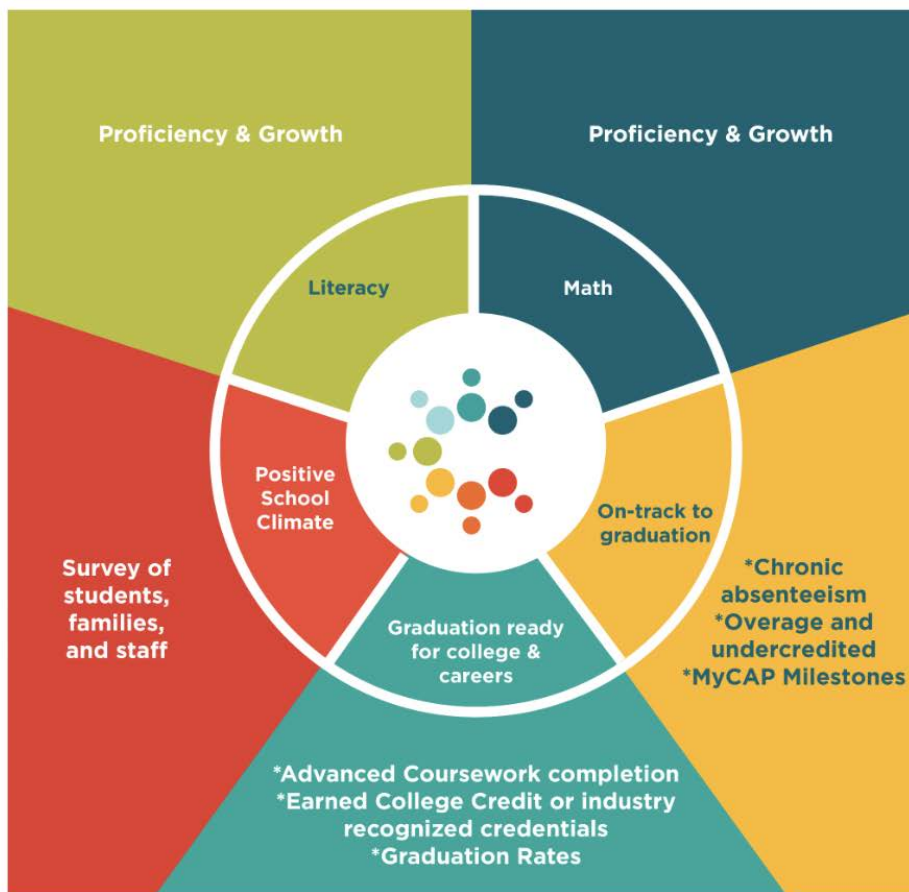 Proficiency & Growth
Proficiency & Growth
Literacy
Math
Positive
School
Climate
On-track to
graduation
Survey of
students,
families,
and staff
Graduation ready
for college &
careers
*Chronic
absenteeism
*Overage and
undercredited
*MyCAP Milestones
*Advanced Coursework completion
*Earned College Credit or industry
recognized credentials
*Graduation Rates